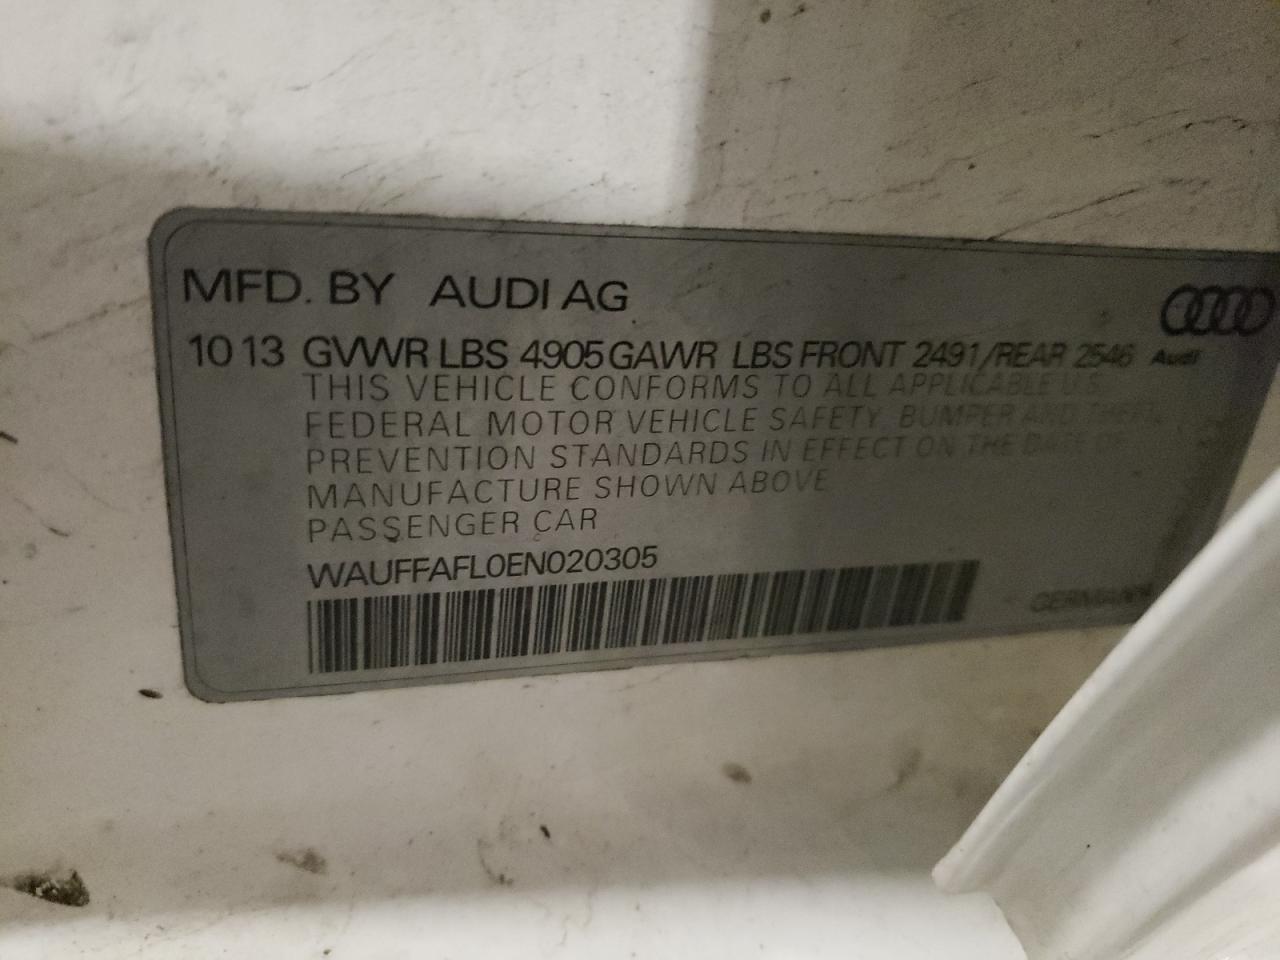 MFD. BY AUDI AG
10 13 GVWR LBS 4905 GAWR LBS FRONT 2491/REAR 2546 Audi
THIS VEHICLE CONFORMS TO ALL APPLICABLE U.S.
FEDERAL MOTOR VEHICLE SAFETY, BUMPER AND THEFT
PREVENTION STANDARDS IN EFFECT ON THE DATE OF
MANUFACTURE SHOWN ABOVE
PASSENGER CAR
WAUFFAFL0EN020305
GERMANY